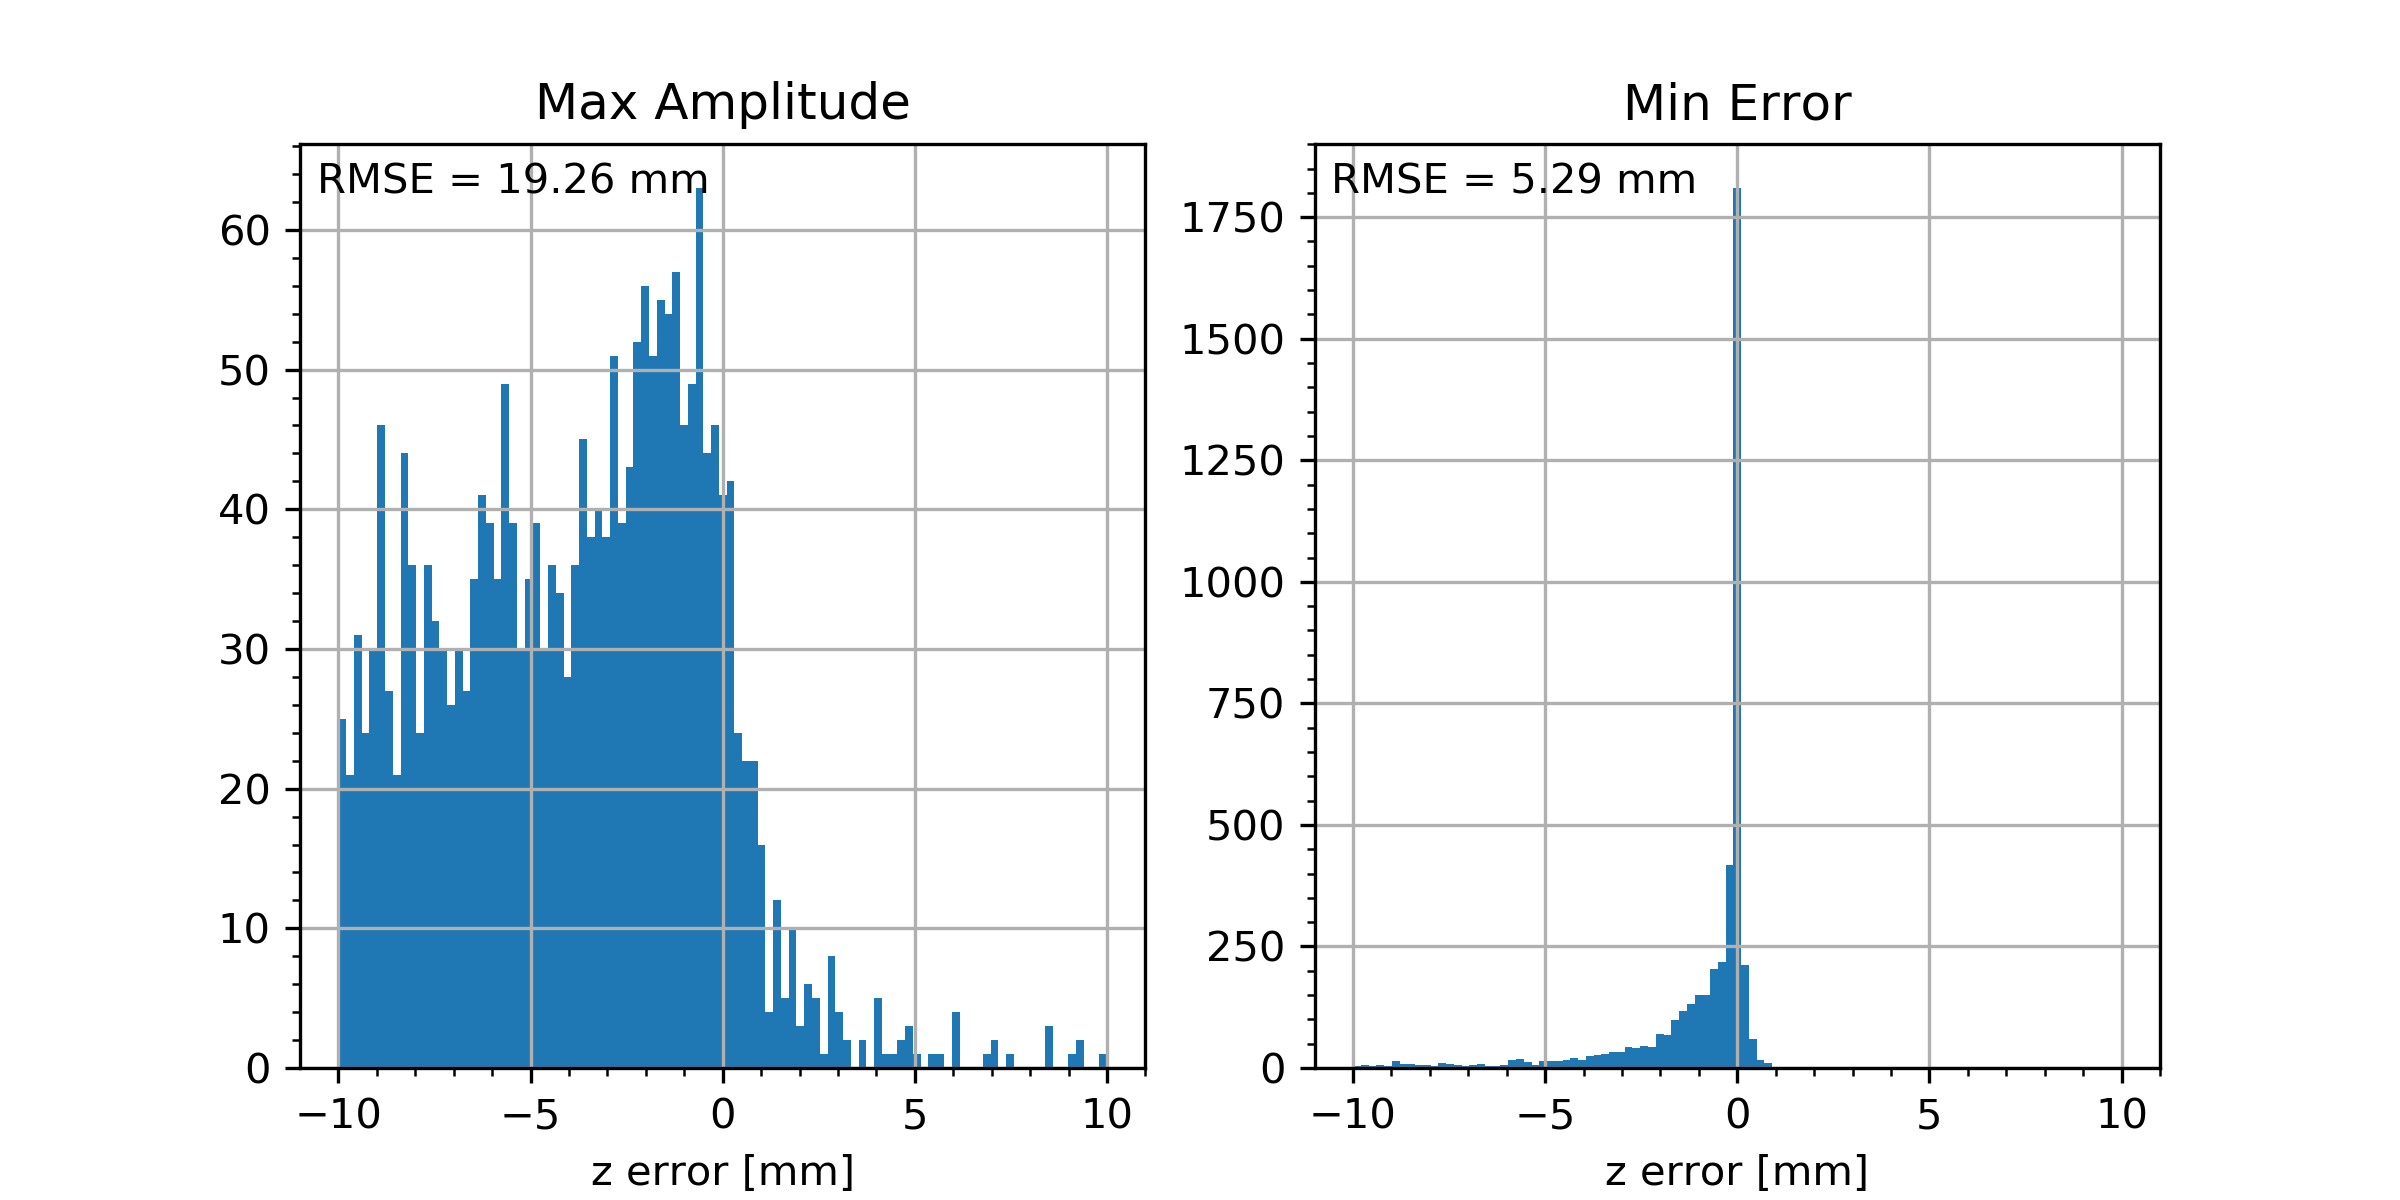 Max Amplitude
RMSE = 19.26 mm
60
50
40
30
20
10
0
−10 −5 0 5 10
z error [mm]
Min Error
RMSE = 5.29 mm
1750
1500
1250
1000
750
500
250
0
−10 −5 0 5 10
z error [mm]